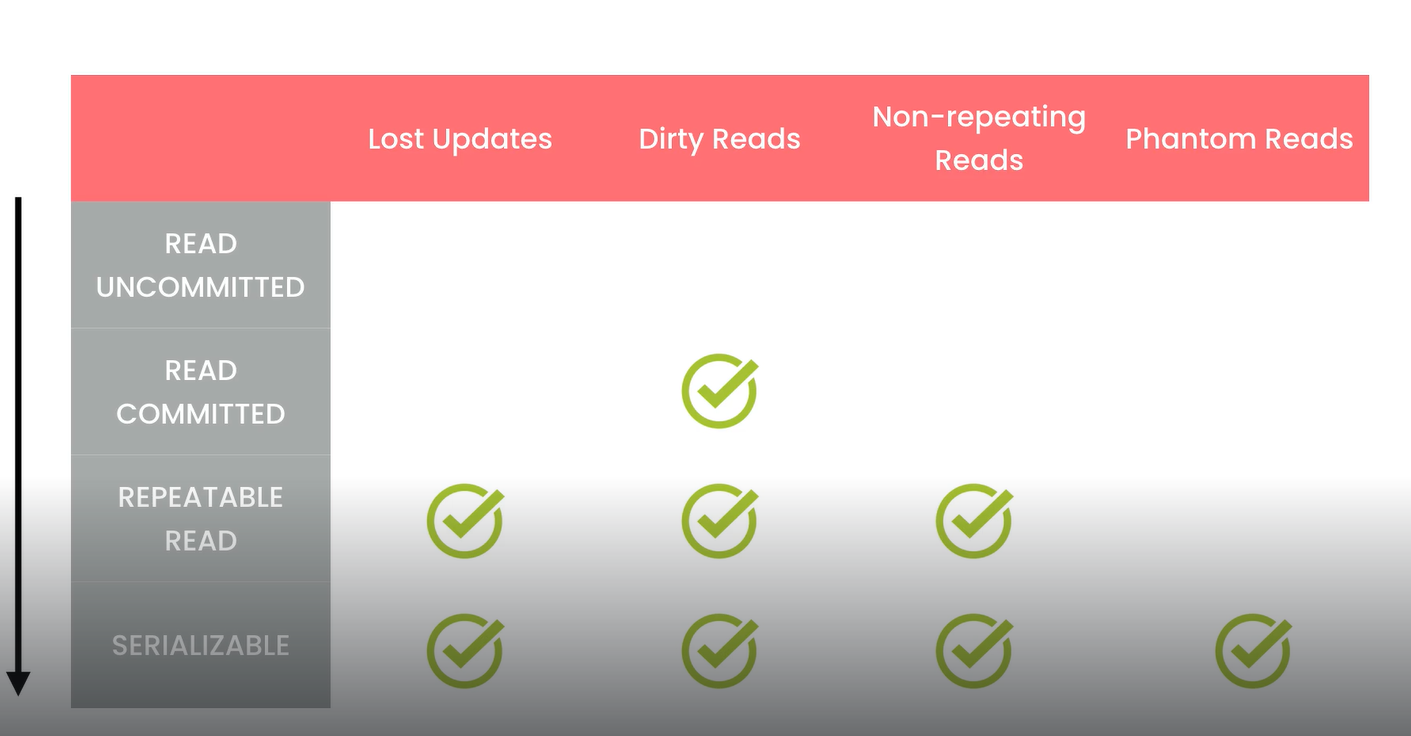 Lost Updates
Dirty Reads
Non-repeating
Reads
Phantom Reads
READ
UNCOMMITTED
READ
COMMITTED
REPEATABLE
READ
SERIALIZABLE